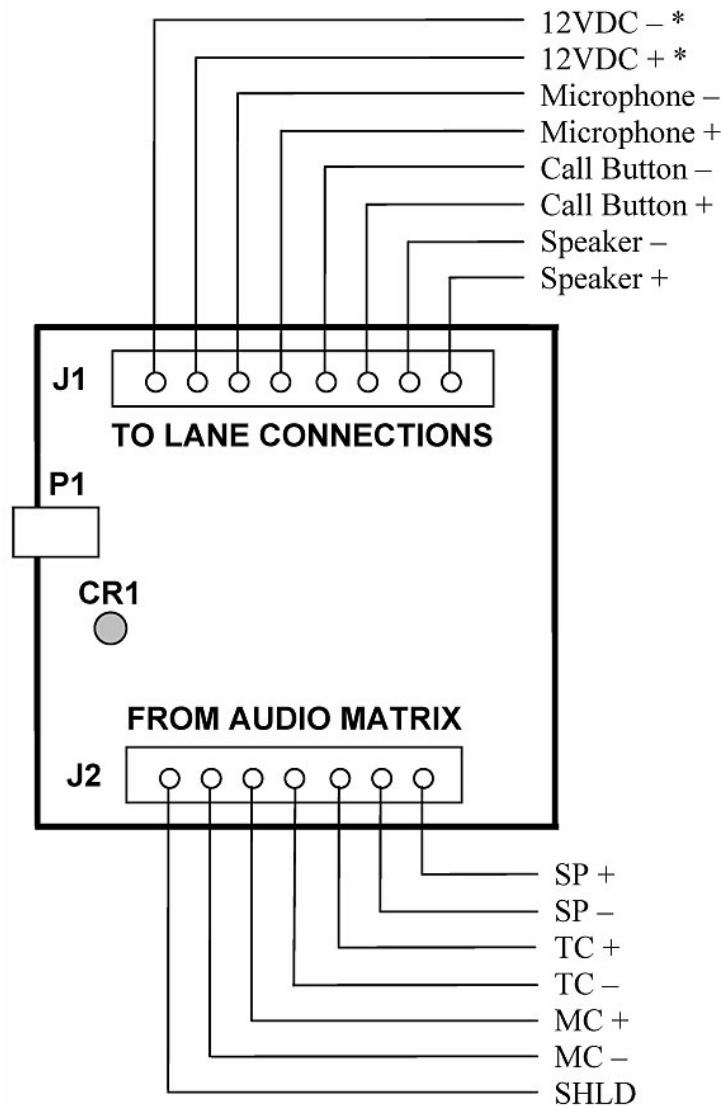 12VDC – *
12VDC + *
Microphone –
Microphone +
Call Button –
Call Button +
Speaker –
Speaker +
J1
TO LANE CONNECTIONS
P1
CR1
FROM AUDIO MATRIX
J2
SP +
SP –
TC +
TC –
MC +
MC –
SHLD